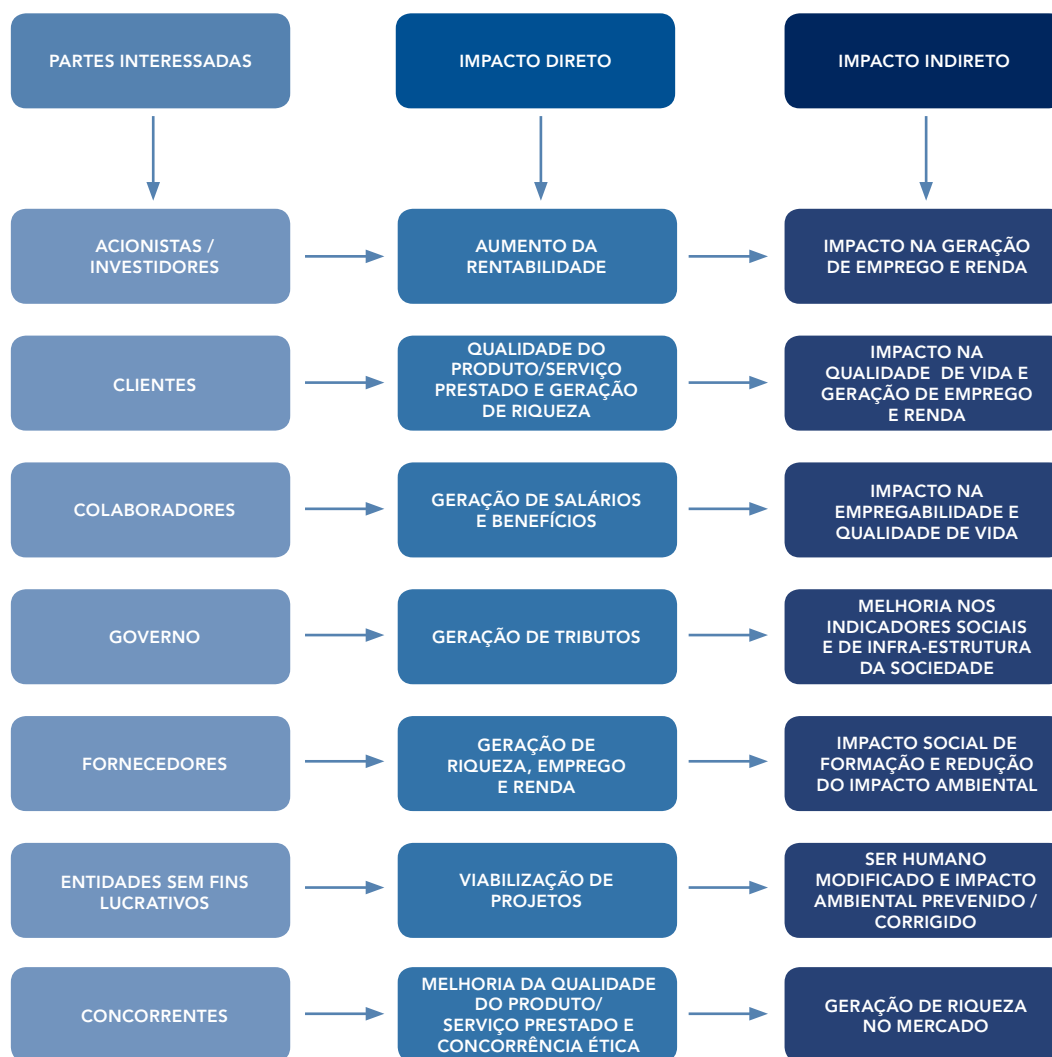 PARTES INTERESSADAS
IMPACTO DIRETO
IMPACTO INDIRETO
ACIONISTAS /
INVESTIDORES
AUMENTO DA
RENTABILIDADE
IMPACTO NA GERAÇÃO
DE EMPREGO E RENDA
CLIENTES
QUALIDADE DO
PRODUTO/SERVIÇO
PRESTADO E GERAÇÃO
DE RIQUEZA
IMPACTO NA
QUALIDADE DE VIDA E
GERAÇÃO DE EMPREGO
E RENDA
COLABORADORES
GERAÇÃO DE SALÁRIOS
E BENEFÍCIOS
IMPACTO NA
EMPREGABILIDADE E
QUALIDADE DE VIDA
GOVERNO
GERAÇÃO DE TRIBUTOS
MELHORIA NOS
INDICADORES SOCIAIS
E DE INFRA-ESTRUTURA
DA SOCIEDADE
FORNECEDORES
GERAÇÃO DE
RIQUEZA, EMPREGO
E RENDA
IMPACTO SOCIAL DE
FORMAÇÃO E REDUÇÃO
DO IMPACTO AMBIENTAL
ENTIDADES SEM FINS
LUCRATIVOS
VIABILIZAÇÃO DE
PROJETOS
SER HUMANO
MODIFICADO E IMPACTO
AMBIENTAL PREVENIDO /
CORRIGIDO
CONCORRENTES
MELHORIA DA QUALIDADE
DO PRODUTO/
SERVIÇO PRESTADO E
CONCORRÊNCIA ÉTICA
GERAÇÃO DE RIQUEZA
NO MERCADO